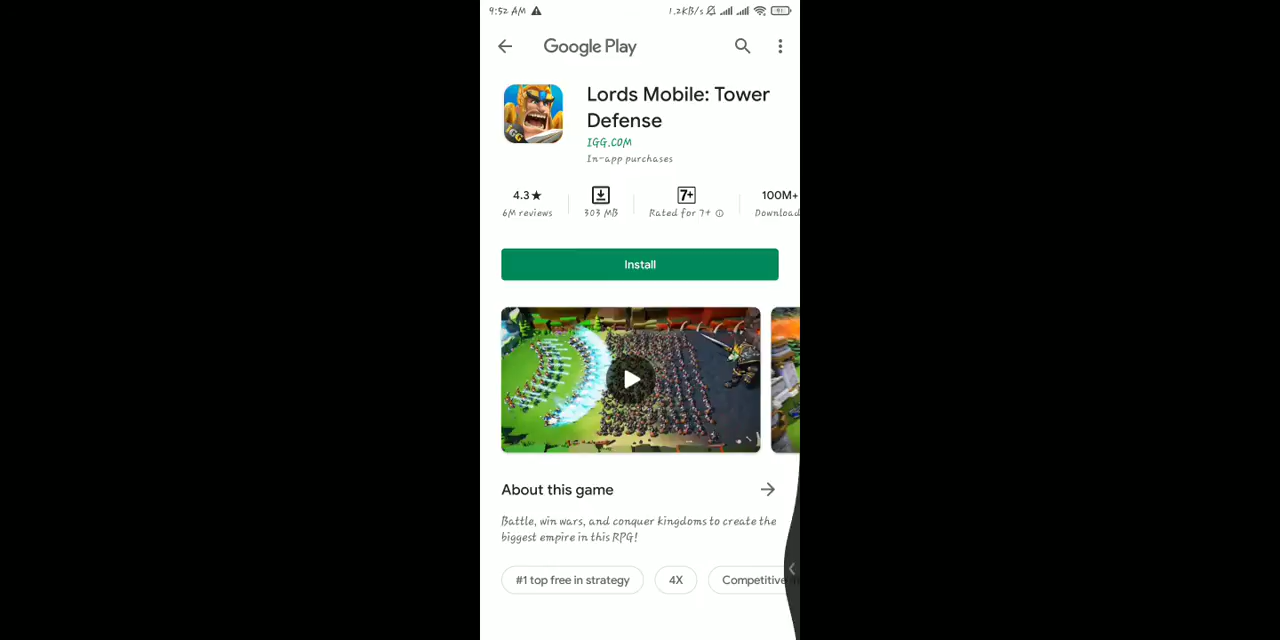 9:52 AM 1.2KB/s
Google Play
Lords Mobile: Tower
Defense
IGG.COM
In-app purchases
4.3★ 7+ 100M+
6M reviews 303 MB Rated for 7+ Download
Install
About this game
Battle, win wars, and conquer kingdoms to create the
biggest empire in this RPG!
#1 top free in strategy 4X Competitive